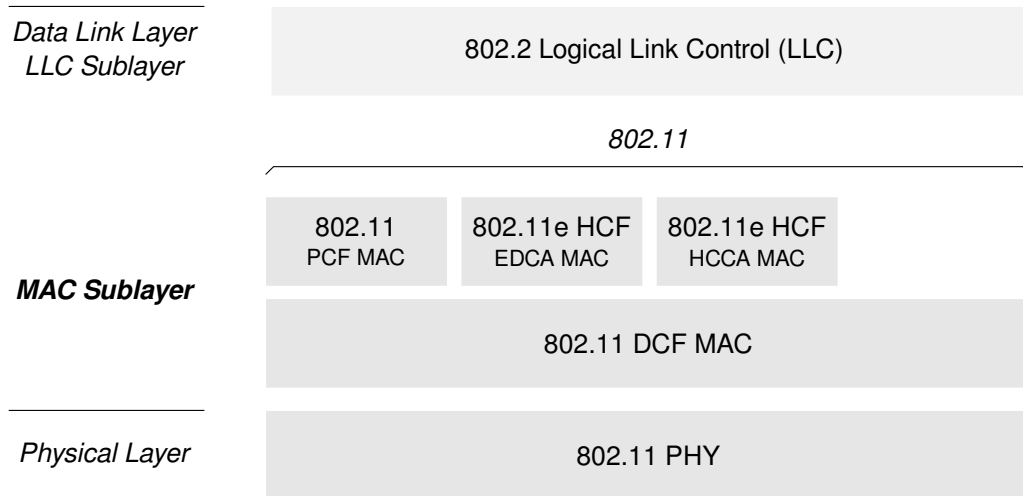 Data Link Layer
LLC Sublayer
802.2 Logical Link Control (LLC)
802.11
802.11
PCF MAC
802.11e HCF
EDCA MAC
802.11e HCF
HCCA MAC
MAC Sublayer
802.11 DCF MAC
Physical Layer
802.11 PHY